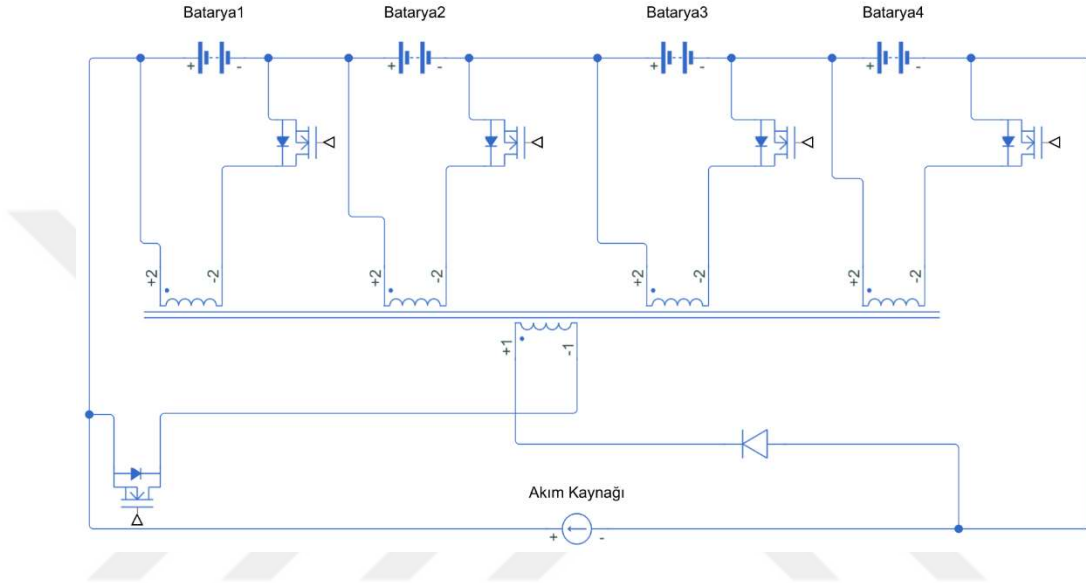 Batarya1
Batarya2
Batarya3
Batarya4
+ -
+ -
+ -
+ -
+2 -2
+2 -2
+2 -2
+2 -2
+1 -1
Akım Kaynağı
+ -